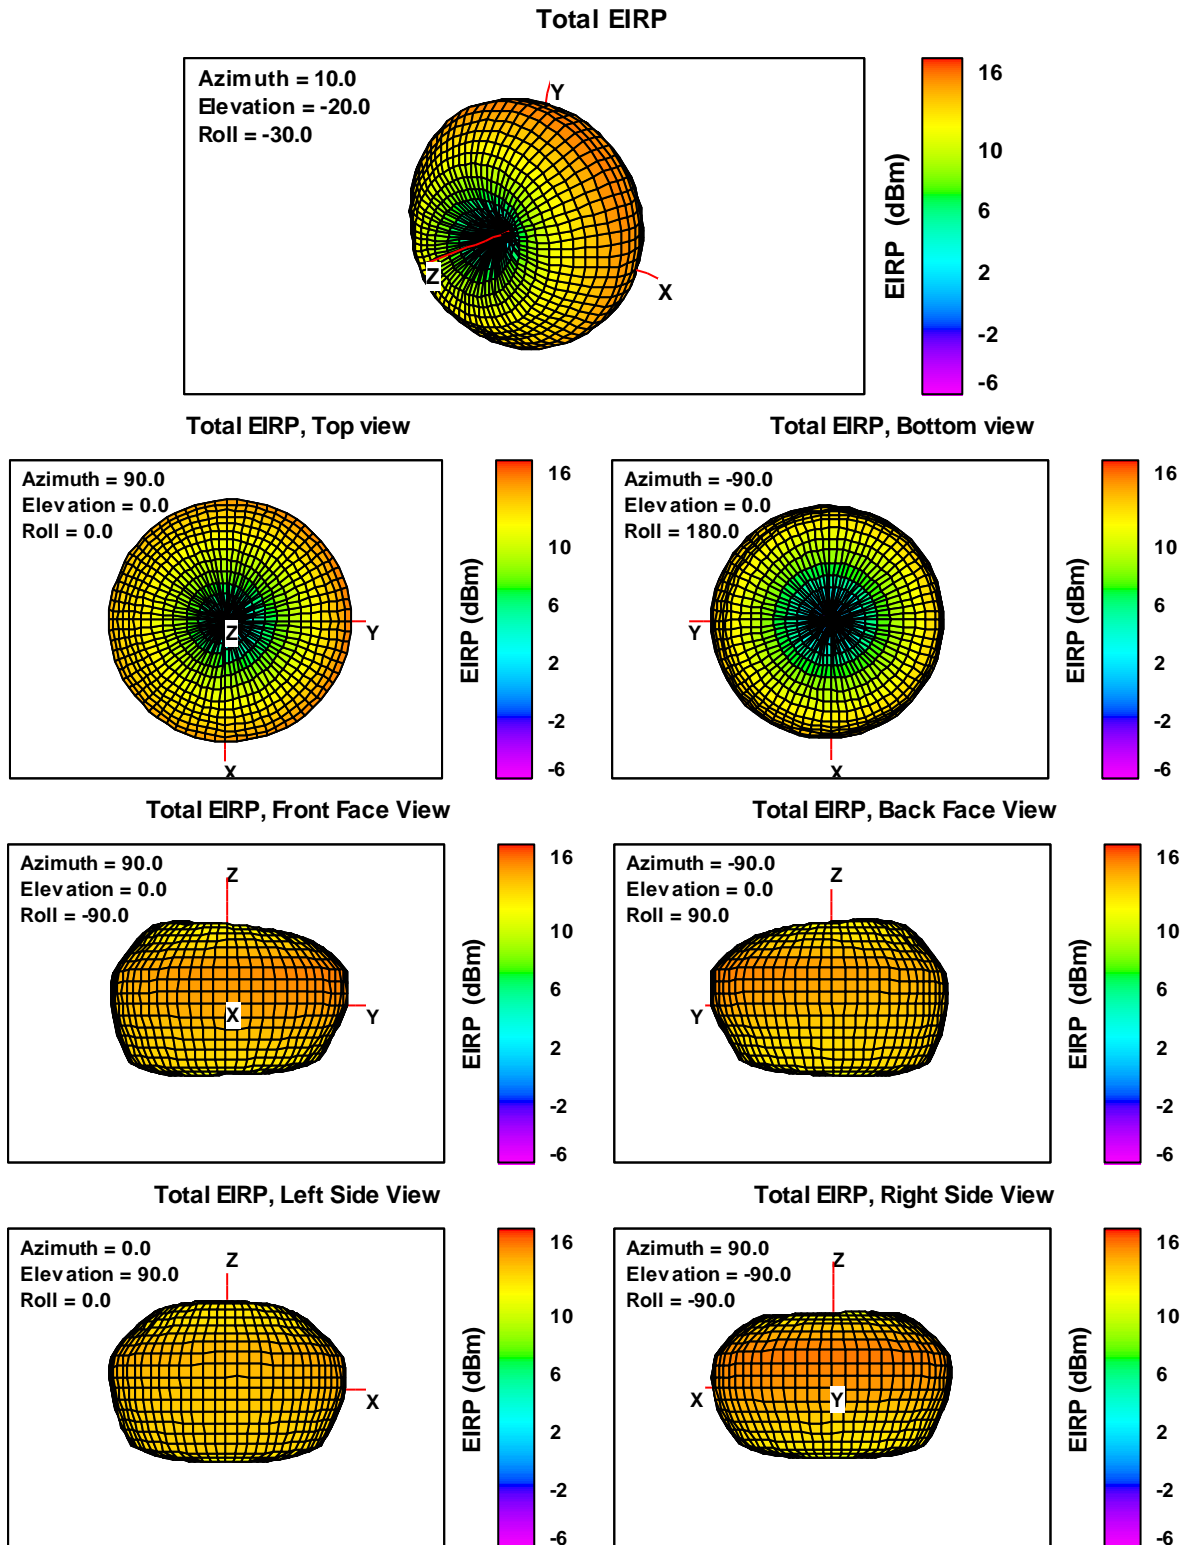 Total EIRP
Azimuth = 10.0
Elevation = -20.0
Roll = -30.0
Y
Z
X
EIRP (dBm)
16
10
6
2
-2
-6
Total EIRP, Top view
Azimuth = 90.0
Elevation = 0.0
Roll = 0.0
Z
Y
X
EIRP (dBm)
16
10
6
2
-2
-6
Total EIRP, Bottom view
Azimuth = -90.0
Elevation = 0.0
Roll = 180.0
Y
X
EIRP (dBm)
16
10
6
2
-2
-6
Total EIRP, Front Face View
Azimuth = 90.0
Elevation = 0.0
Roll = -90.0
Z
X
Y
EIRP (dBm)
16
10
6
2
-2
-6
Total EIRP, Back Face View
Azimuth = -90.0
Elevation = 0.0
Roll = 90.0
Z
Y
EIRP (dBm)
16
10
6
2
-2
-6
Total EIRP, Left Side View
Azimuth = 0.0
Elevation = 90.0
Roll = 0.0
Z
X
EIRP (dBm)
16
10
6
2
-2
-6
Total EIRP, Right Side View
Azimuth = 90.0
Elevation = -90.0
Roll = -90.0
Z
X
Y
EIRP (dBm)
16
10
6
2
-2
-6